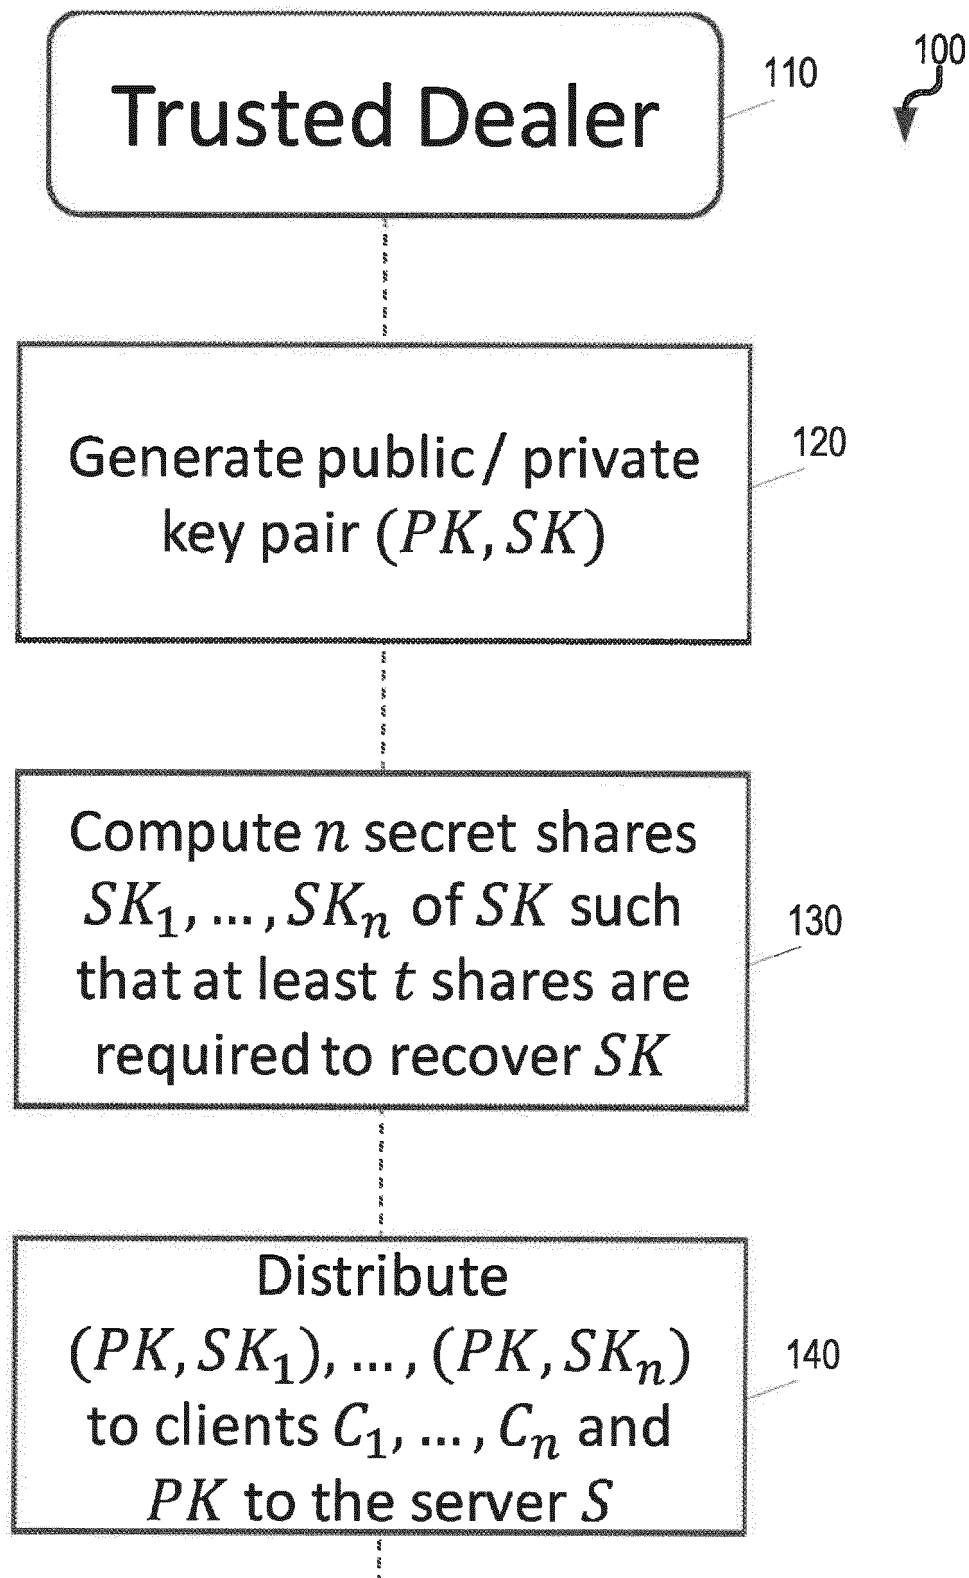 100
110
Trusted Dealer
120
Generate public / private
key pair (PK, SK)
130
Compute n secret shares
SK₁, ... , SKₙ of SK such
that at least t shares are
required to recover SK
140
Distribute
(PK, SK₁), ... , (PK, SKₙ)
to clients C₁, ... , Cₙ and
PK to the server S